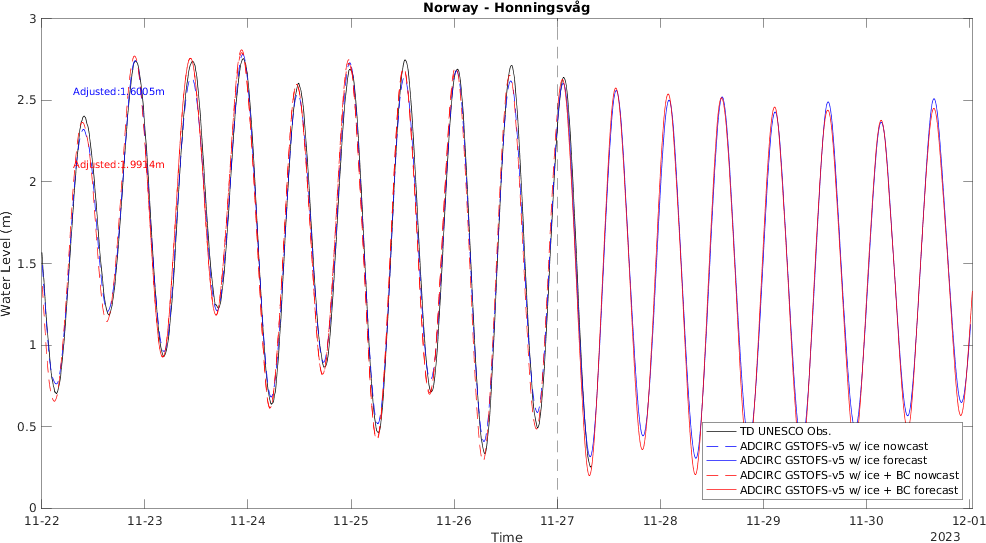 Norway - Honningsvåg
3
2.5
2
1.5
1
0.5
0
Water Level (m)
Adjusted:1.6005m
Adjusted:1.9914m
TD UNESCO Obs.
ADCIRC GSTOFS-v5 w/ ice nowcast
ADCIRC GSTOFS-v5 w/ ice forecast
ADCIRC GSTOFS-v5 w/ ice + BC nowcast
ADCIRC GSTOFS-v5 w/ ice + BC forecast
11-22 11-23 11-24 11-25 11-26 11-27 11-28 11-29 11-30 12-01
Time
2023